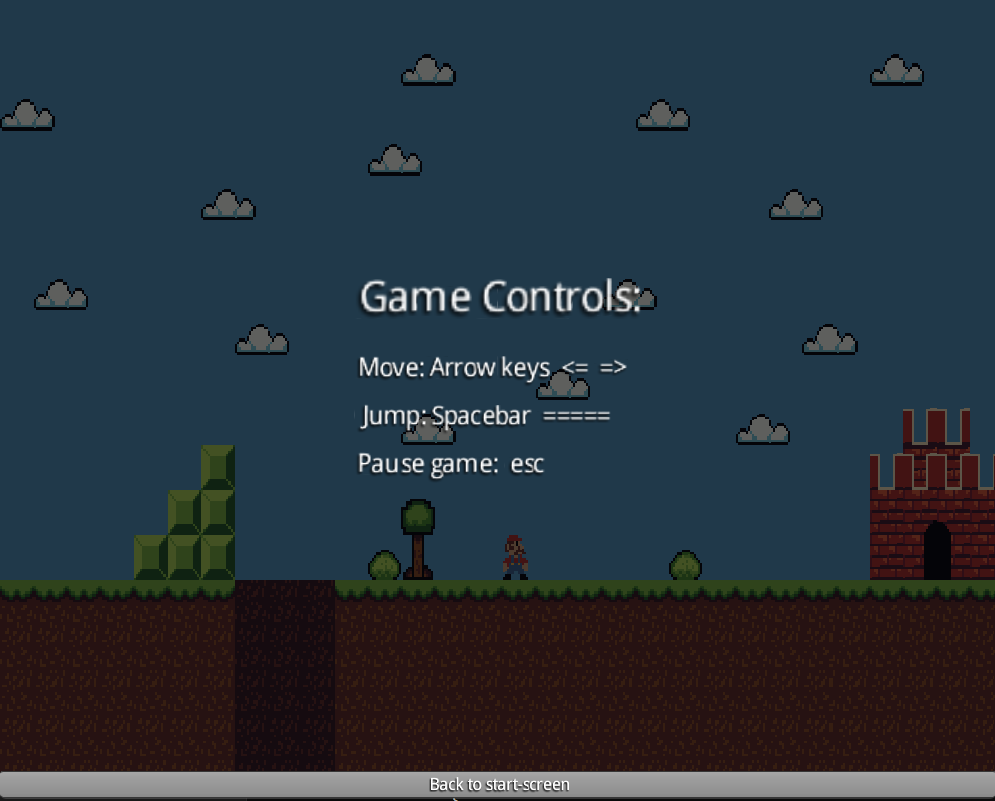 Game Controls:
Move: Arrow keys <= =>
Jump: Spacebar =====
Pause game: esc
Back to start-screen